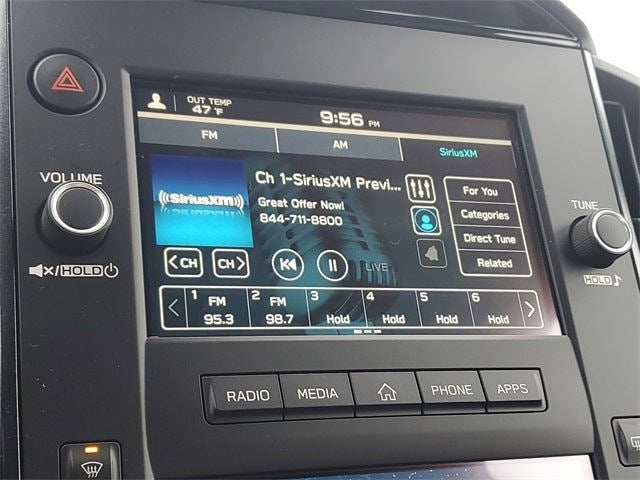 OUT TEMP
47 °F
9:56 PM
FM
AM
SiriusXM
VOLUME
((SiriusXM))
Ch 1-SiriusXM Previ...
Great Offer Now!
844-711-8800
For You
Categories
Direct Tune
Related
TUNE
<CH
CH>
LIVE
/HOLD
HOLD
1 FM 95.3
2 FM 98.7
3 Hold
4 Hold
5 Hold
6 Hold
RADIO
MEDIA
PHONE
APPS